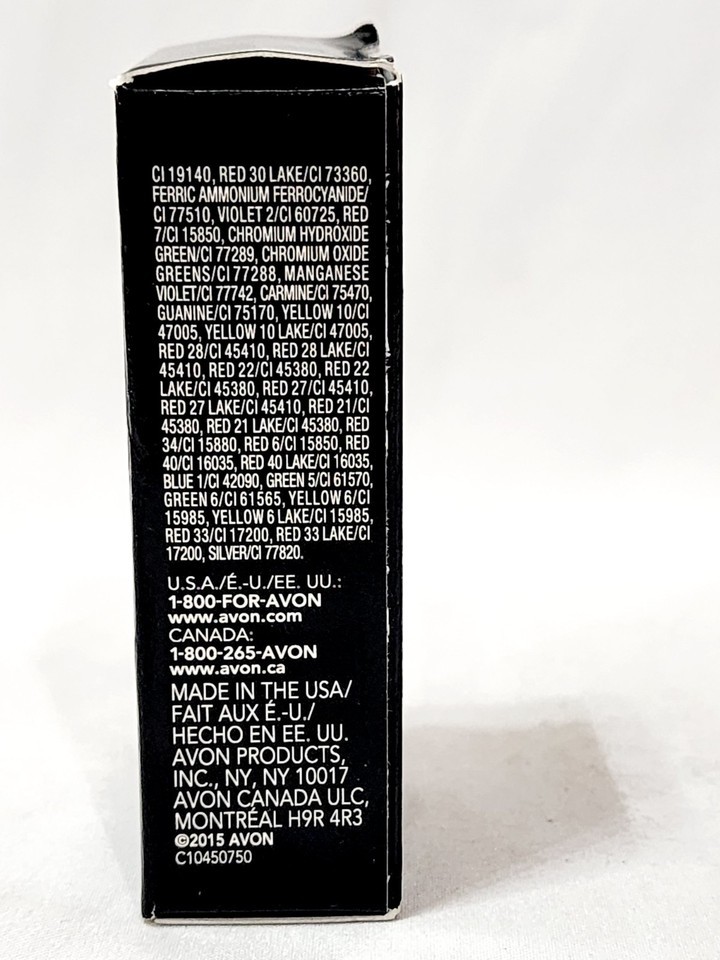 CI 19140, RED 30 LAKE/CI 73360,
FERRIC AMMONIUM FERROCYANIDE/
CI 77510, VIOLET 2/CI 60725, RED
7/CI 15850, CHROMIUM HYDROXIDE
GREEN/CI 77289, CHROMIUM OXIDE
GREENS/CI 77288, MANGANESE
VIOLET/CI 77742, CARMINE/CI 75470,
GUANINE/CI 75170, YELLOW 10/CI
47005, YELLOW 10 LAKE/CI 47005,
RED 28/CI 45410, RED 28 LAKE/CI
45410, RED 22/CI 45380, RED 22
LAKE/CI 45380, RED 27/CI 45410,
RED 27 LAKE/CI 45410, RED 21/CI
45380, RED 21 LAKE/CI 45380, RED
34/CI 15880, RED 6/CI 15850, RED
40/CI 16035, RED 40 LAKE/CI 16035,
BLUE 1/CI 42090, GREEN 5/CI 61570,
GREEN 6/CI 61565, YELLOW 6/CI
15985, YELLOW 6 LAKE/CI 15985,
RED 33/CI 17200, RED 33 LAKE/CI
17200, SILVER/CI 77820.
U.S.A./É.-U./EE. UU.:
1-800-FOR-AVON
www.avon.com
CANADA:
1-800-265-AVON
www.avon.ca
MADE IN THE USA/
FAIT AUX É.-U./
HECHO EN EE. UU.
AVON PRODUCTS,
INC., NY, NY 10017
AVON CANADA ULC,
MONTRÉAL H9R 4R3
©2015 AVON
C10450750